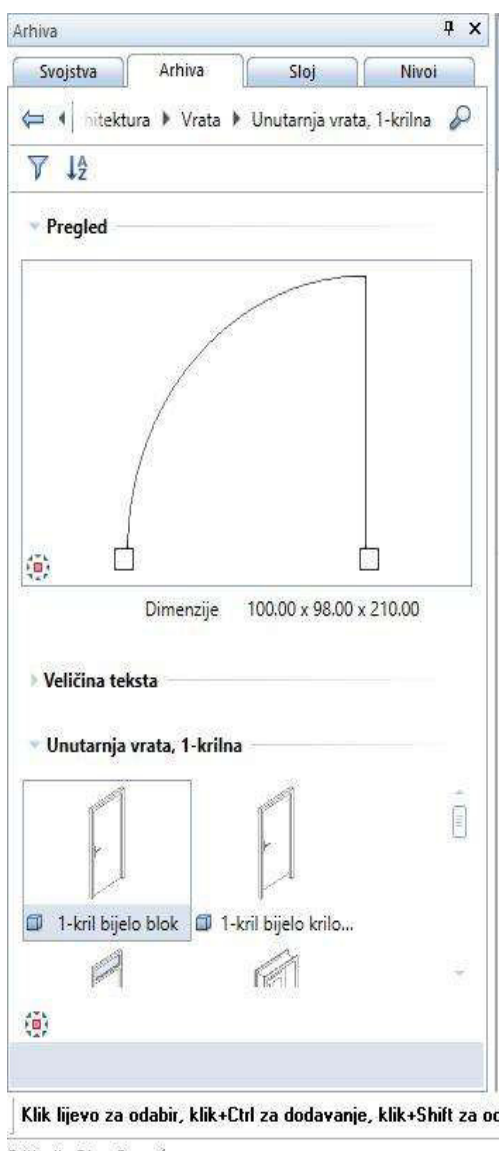 Arhiva
Svojstva Arhiva Sloj Nivoi
hitektura Vrata Unutarnja vrata, 1-krilna
A
Z
Pregled
Dimenzije 100.00 x 98.00 x 210.00
Veličina teksta
Unutarnja vrata, 1-krilna
1-kril bijelo blok 1-kril bijelo krilo...
Klik lijevo za odabir, klik+Ctrl za dodavanje, klik+Shift za od